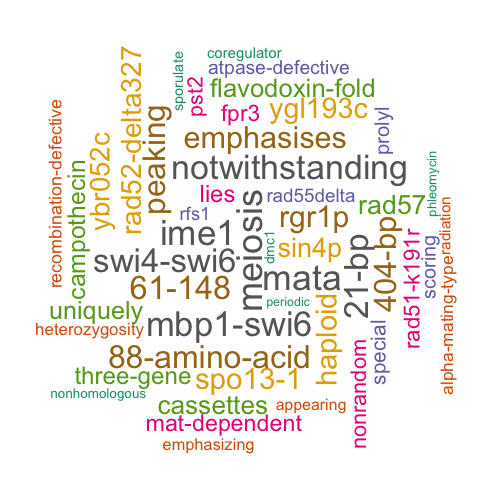 coregulator
atpase-defective
sporulate
pst2
flavodoxin-fold
rad52-delta327
fpr3
ygl193c
peaking
emphasises
prolyl
ybr052c
notwithstanding
recombination-defective
campothecin
lies
rad55delta
phleomycin
rfs1
rgr1p
rad57
ime1
meiosis
dmc1
sin4p
swi4-swi6
mata
21-bp
404-bp
rad51-k191r
scoring
alpha-mating-type
radiation
61-148
periodic
uniquely
mbp1-swi6
haploid
special
heterozygosity
88-amino-acid
nonrandom
three-gene
spo13-1
nonhomologous
cassettes
appearing
mat-dependent
emphasizing